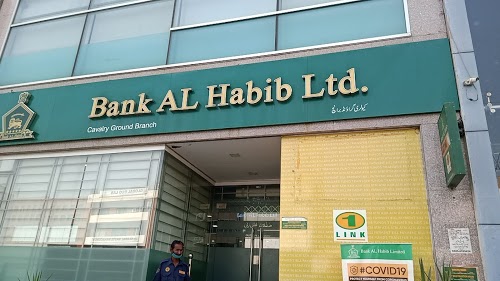 Bank AL Habib Ltd.
Cavalry Ground Branch
کیولری گراؤنڈ برانچ
1
LINK
Bank AL Habib Limited
#COVID19